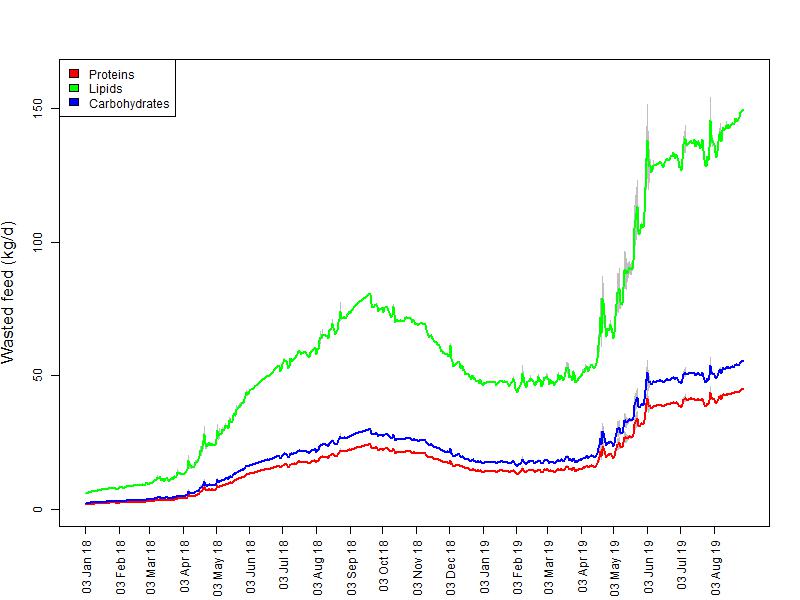 Proteins
Lipids
Carbohydrates
Wasted feed (kg/d)
150
100
50
0
03 Jan 18
03 Feb 18
03 Mar 18
03 Apr 18
03 May 18
03 Jun 18
03 Jul 18
03 Aug 18
03 Sep 18
03 Oct 18
03 Nov 18
03 Dec 18
03 Jan 19
03 Feb 19
03 Mar 19
03 Apr 19
03 May 19
03 Jun 19
03 Jul 19
03 Aug 19